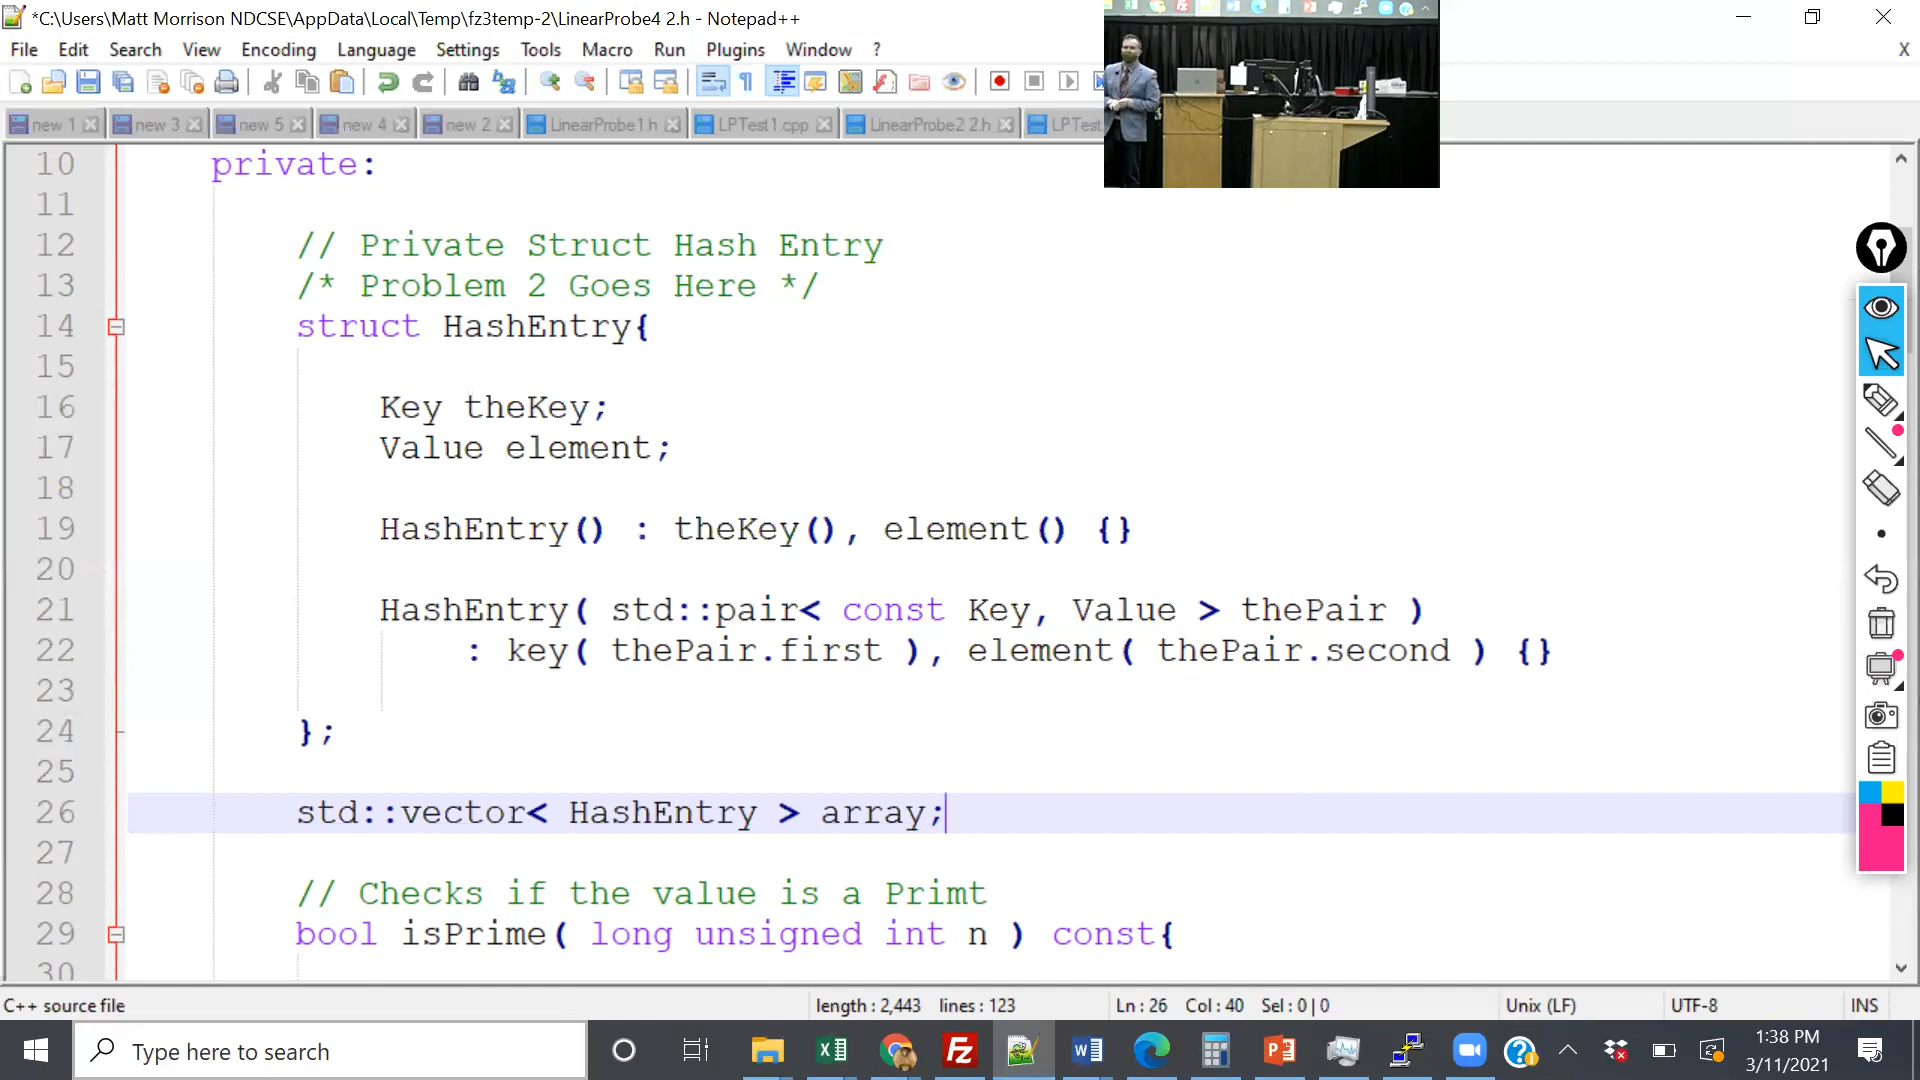 *C:\Users\Matt Morrison NDCSE\AppData\Local\Temp\fz3temp-2\LinearProbe4 2.h - Notepad++
File Edit Search View Encoding Language Settings Tools Macro Run Plugins Window ? X
new 1 new 3 new 5 new 4 new 2 LinearProbe1.h LPTest1.cpp LinearProbe2 2.h LPTest
10 private:
11
12 // Private Struct Hash Entry
13 /* Problem 2 Goes Here */
14 struct HashEntry{
15
16 Key theKey;
17 Value element;
18
19 HashEntry() : theKey(), element() {}
20
21 HashEntry( std::pair< const Key, Value > thePair )
22 : key( thePair.first ), element( thePair.second ) {}
23
24 };
25
26 std::vector< HashEntry > array;
27
28 // Checks if the value is a Primt
29 bool isPrime( long unsigned int n ) const{
30
C++ source file length : 2,443 lines : 123 Ln : 26 Col : 40 Sel : 0 | 0 Unix (LF) UTF-8 INS
Type here to search
1:38 PM
3/11/2021